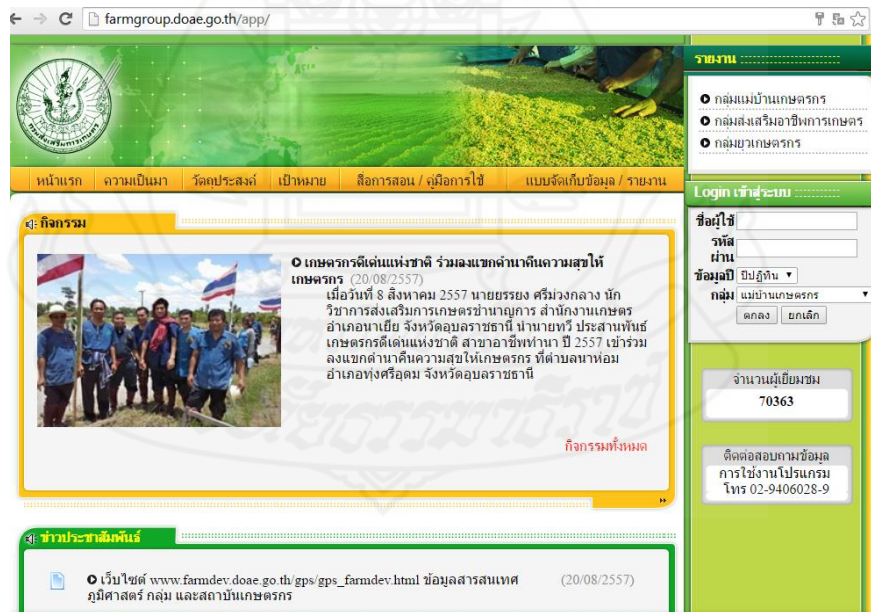 farmgroup.doae.go.th/app/
กรมส่งเสริมการเกษตร
หน้าแรก ความเป็นมา วัตถุประสงค์ เป้าหมาย สื่อการสอน / คู่มือการใช้ แบบจัดเก็บข้อมูล / รายงาน
กิจกรรม
เกษตรกรดีเด่นแห่งชาติ ร่วมลงแขกดำนาคืนความสุขให้
เกษตรกร (20/08/2557)
เมื่อวันที่ 8 สิงหาคม 2557 นายยรรยง ศรีม่วงกลาง นัก
วิชาการส่งเสริมการเกษตรชำนาญการ สำนักงานเกษตร
อำเภอนาเยีย จังหวัดอุบลราชธานี นำนายทวี ประสานพันธ์
เกษตรกรดีเด่นแห่งชาติ สาขาอาชีพทำนา ปี 2557 เข้าร่วม
ลงแขกดำนาคืนความสุขให้เกษตรกร ที่ตำบลนาห่อม
อำเภอทุ่งศรีอุดม จังหวัดอุบลราชธานี
กิจกรรมทั้งหมด
ข่าวประชาสัมพันธ์
เว็บไซต์ www.farmdev.doae.go.th/gps/gps_farmdev.html ข้อมูลสารสนเทศ (20/08/2557)
ภูมิศาสตร์ กลุ่ม และสถาบันเกษตรกร
รายงาน
กลุ่มแม่บ้านเกษตรกร
กลุ่มส่งเสริมอาชีพการเกษตร
กลุ่มยุวเกษตรกร
Login เข้าสู่ระบบ
ชื่อผู้ใช้
รหัส
ผ่าน
ข้อมูลปี ปีปฏิทิน
กลุ่ม แม่บ้านเกษตรกร
ตกลง ยกเลิก
จำนวนผู้เยี่ยมชม
70363
ติดต่อสอบถามข้อมูล
การใช้งานโปรแกรม
โทร 02-9406028-9